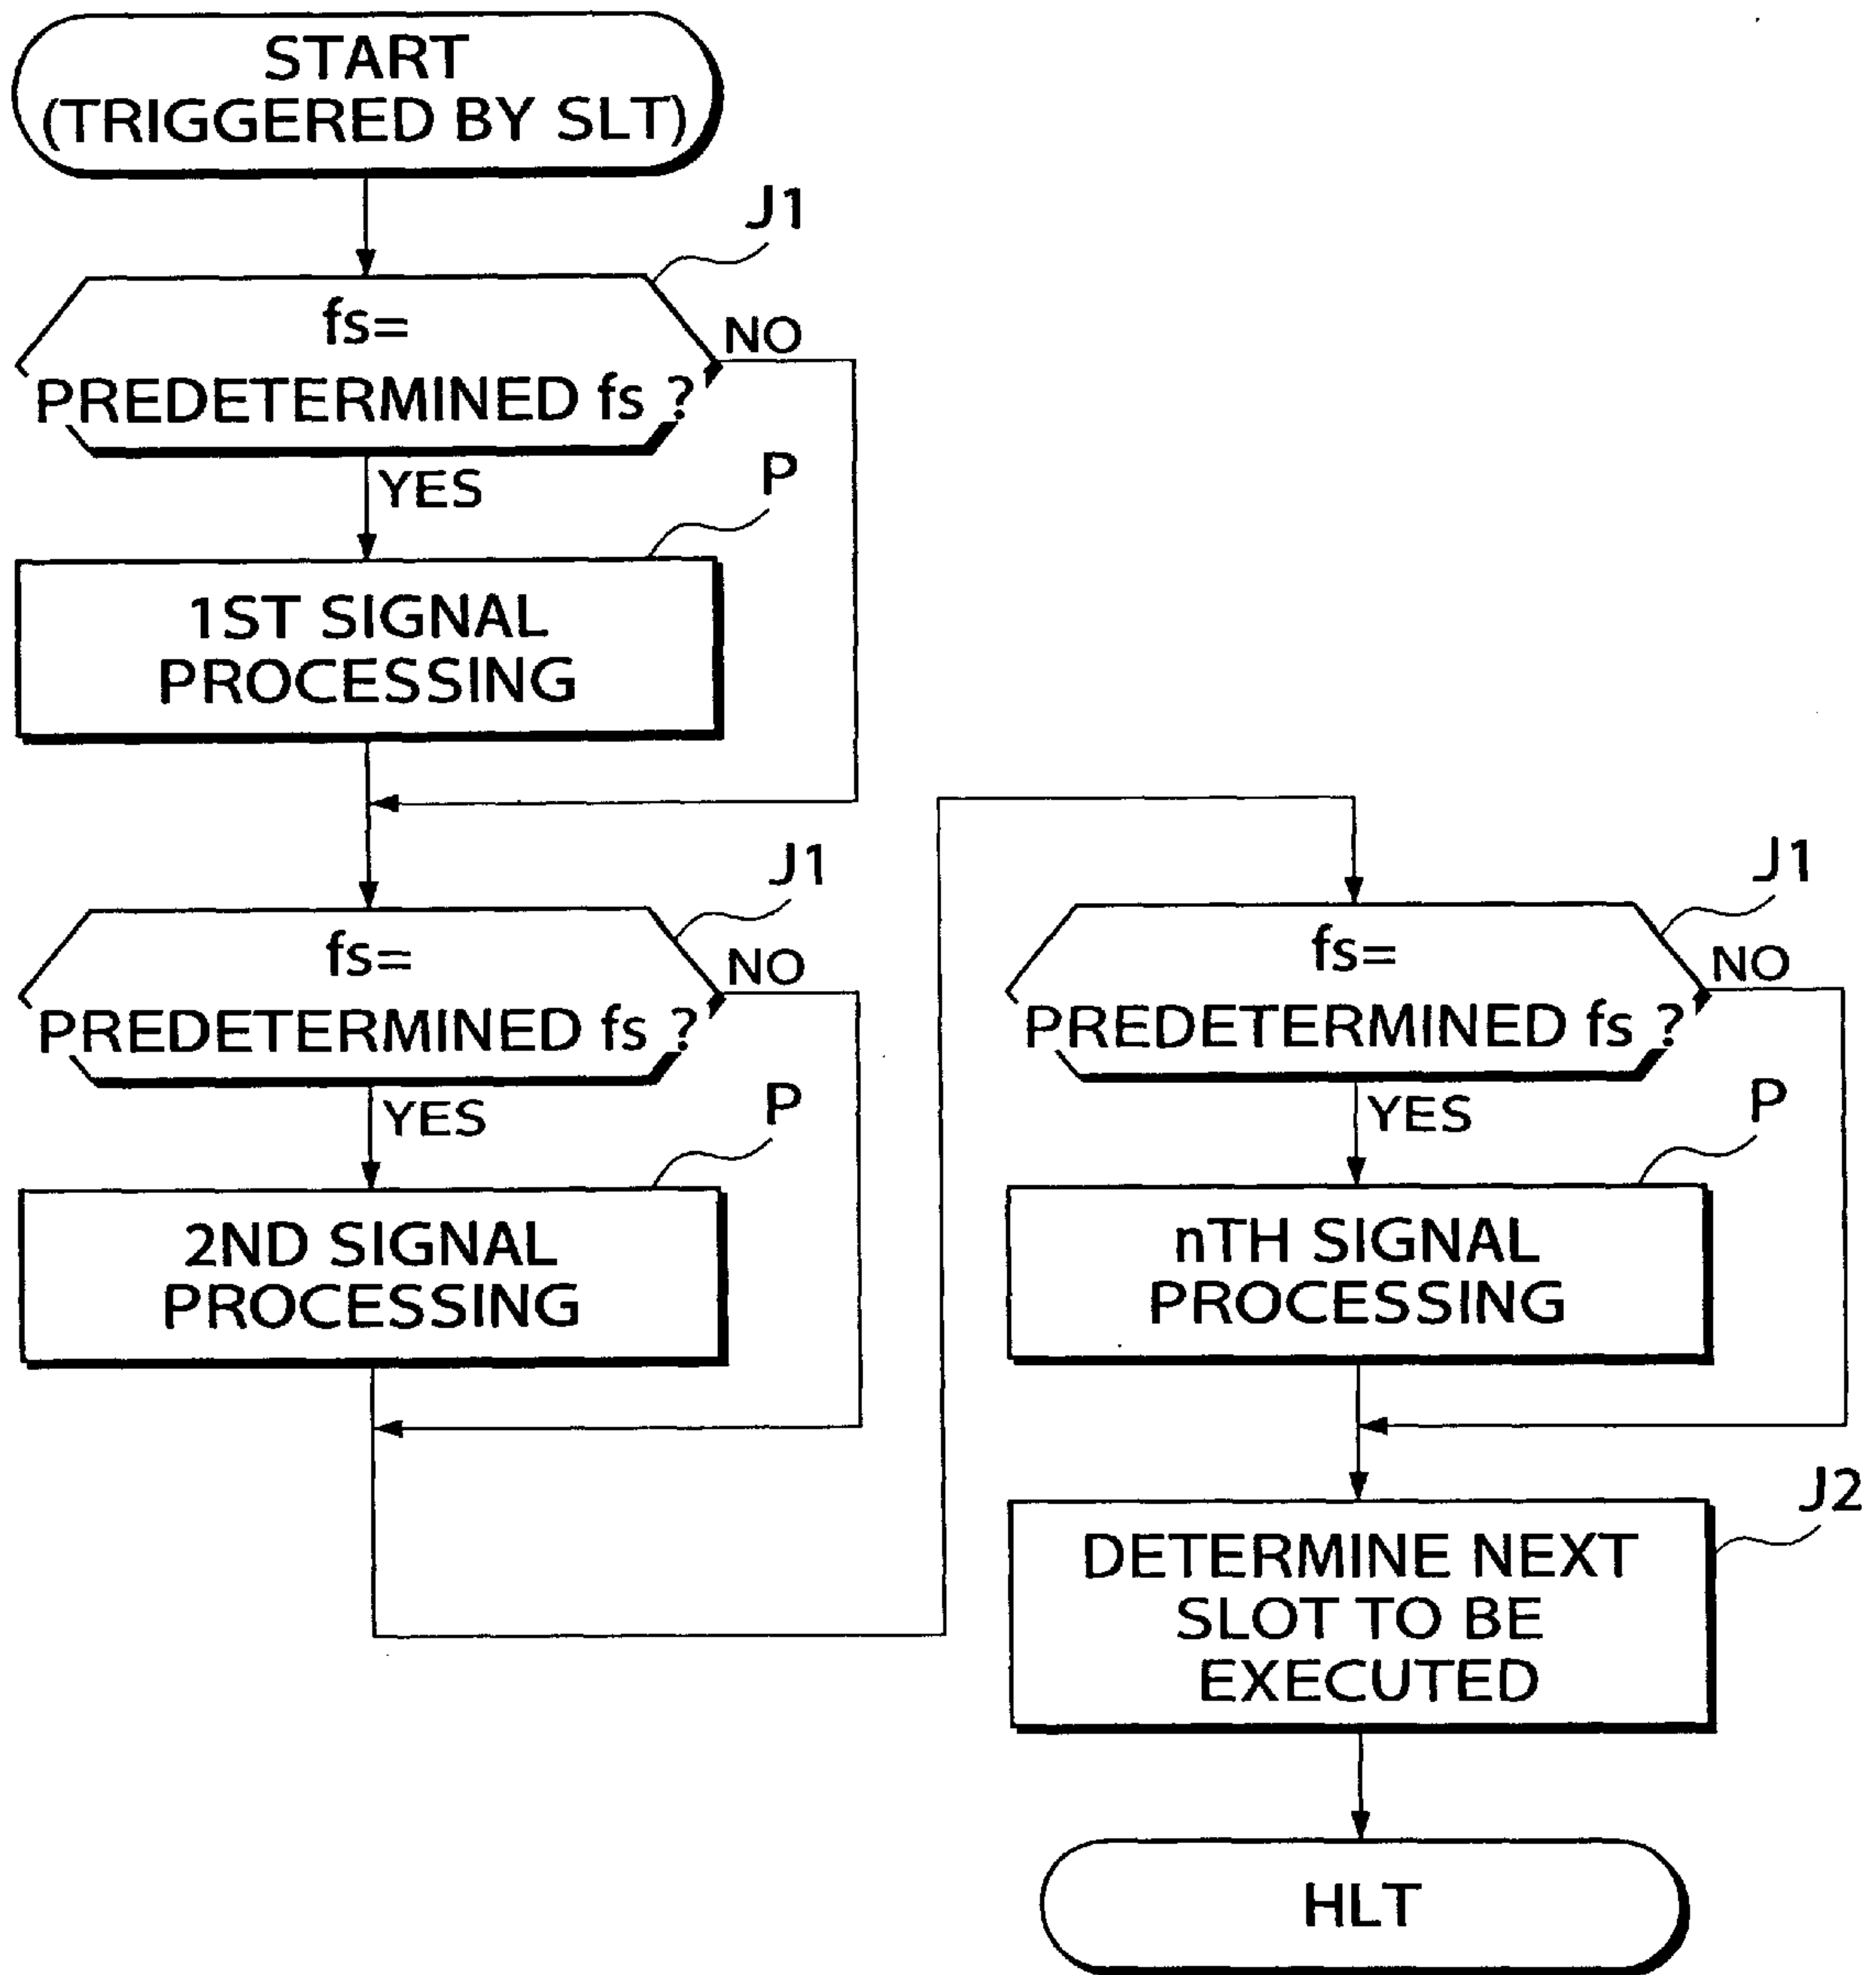 START
(TRIGGERED BY SLT)
J1
fs=
NO
PREDETERMINED fs ?
YES
P
1ST SIGNAL
PROCESSING
J1
fs=
NO
PREDETERMINED fs ?
YES
P
2ND SIGNAL
PROCESSING
J1
fs=
NO
PREDETERMINED fs ?
YES
P
nTH SIGNAL
PROCESSING
J2
DETERMINE NEXT
SLOT TO BE
EXECUTED
HLT